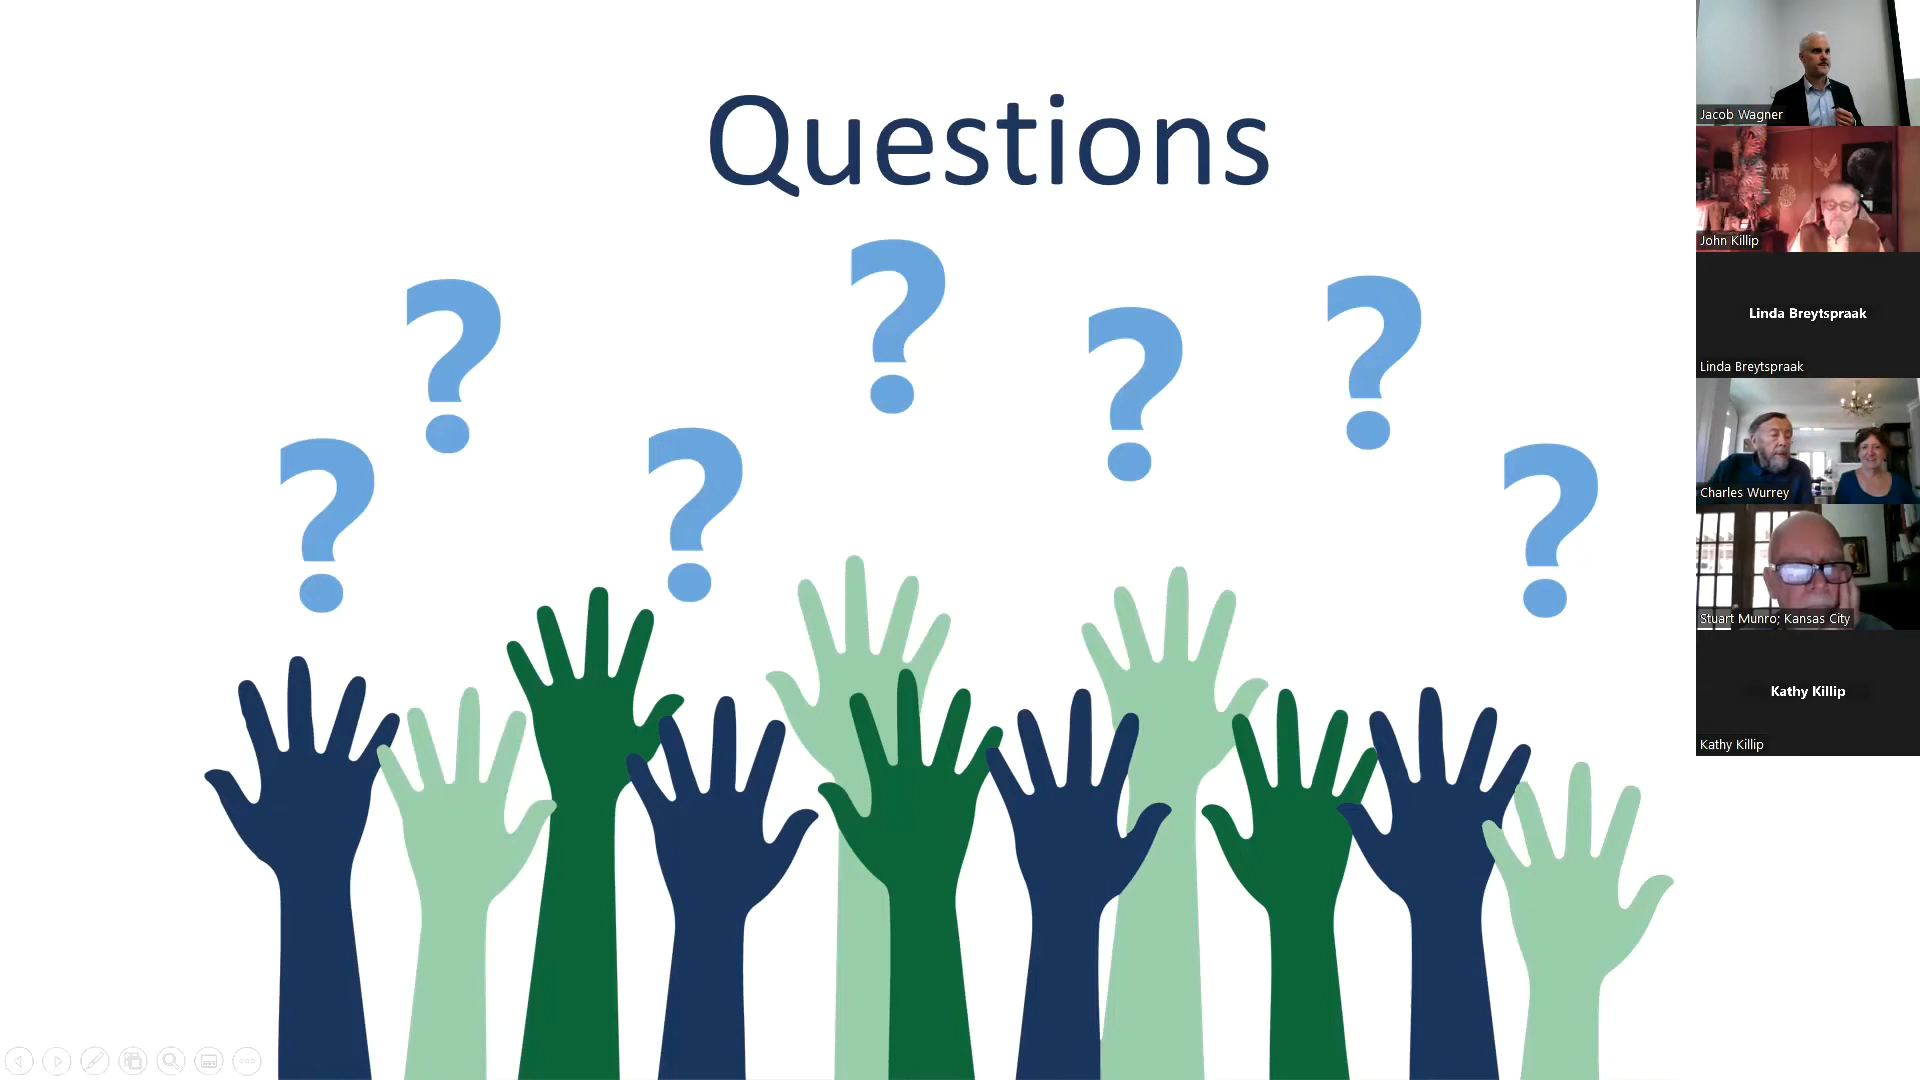 Questions
? ? ? ? ? ? ?
Jacob Wagner
John Killip
Linda Breytspraak
Linda Breytspraak
Charles Wurrey
Stuart Munro; Kansas City
Kathy Killip
Kathy Killip